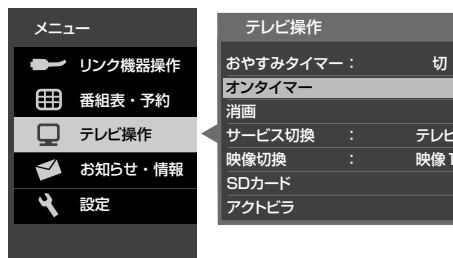 メニュー
リンク機器操作
番組表・予約
テレビ操作
お知らせ・情報
設定
テレビ操作
おやすみタイマー： 切
オンタイマー
消画
サービス切換 ： テレビ
映像切換 ： 映像1
SDカード
アクトビラ